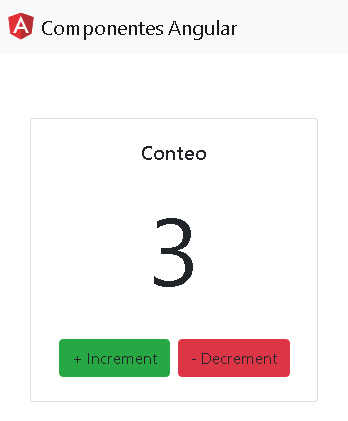 Componentes Angular
Conteo
3
+ Increment
- Decrement